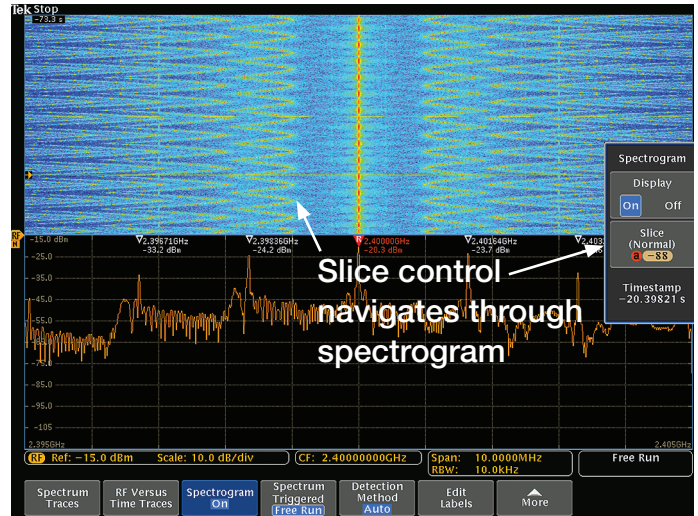 Tek Stop
-73.3 s
Spectrogram
Display
On Off
Slice
(Normal)
a -88
Timestamp
-20.39821 s
-15.0 dBm
2.39671GHz
-33.2 dBm
2.39836GHz
-24.2 dBm
R 2.40000GHz
-20.3 dBm
2.40164GHz
-23.7 dBm
-25.0
-35.0
-45.0
-55.0
-65.0
-75.0
-85.0
-95.0
-105
Slice control
navigates through
spectrogram
2.395GHz
2.405GHz
RF Ref: -15.0 dBm Scale: 10.0 dB/div
CF: 2.40000000GHz
Span: 10.0000MHz
RBW: 10.0kHz
Free Run
Spectrum
Traces
RF Versus
Time Traces
Spectrogram
On
Spectrum
Triggered
Free Run
Detection
Method
Auto
Edit
Labels
More